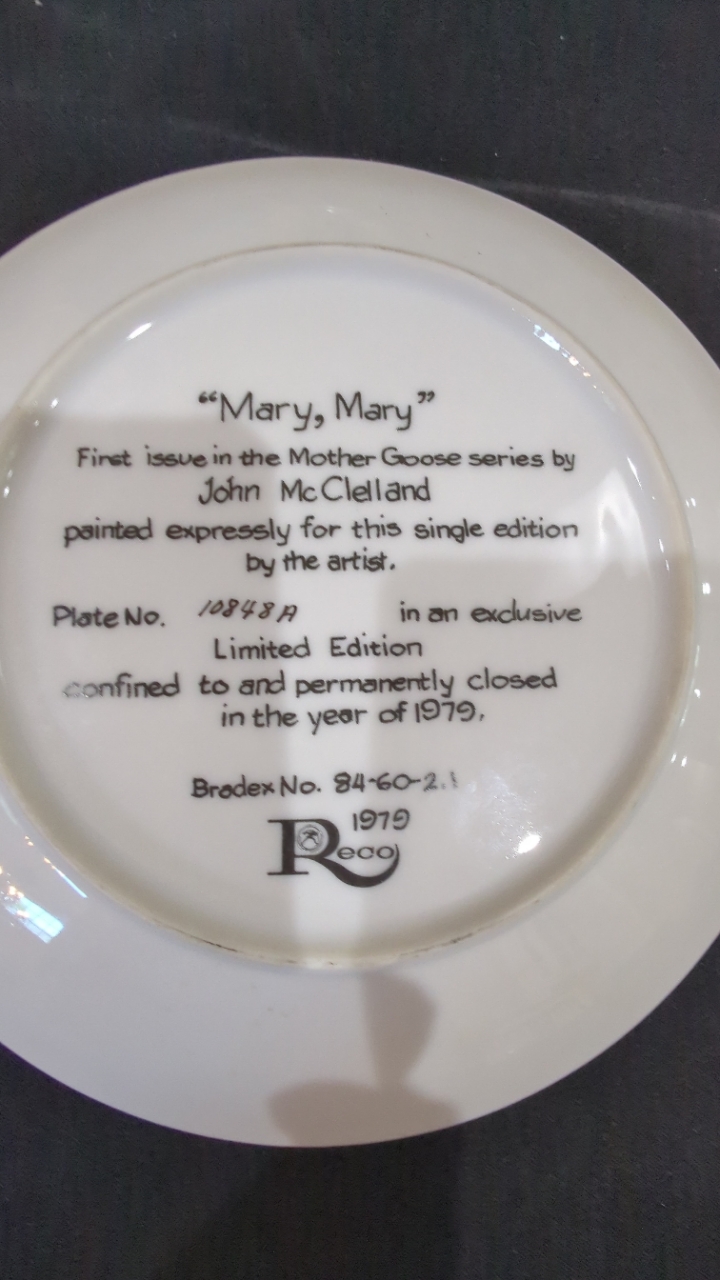 “Mary, Mary”
First issue in the Mother Goose series by
John McClelland
painted expressly for this single edition
by the artist.
Plate No. 10848A in an exclusive
Limited Edition
confined to and permanently closed
in the year of 1979.
Bradex No. 84-60-2.1
1979
Reco